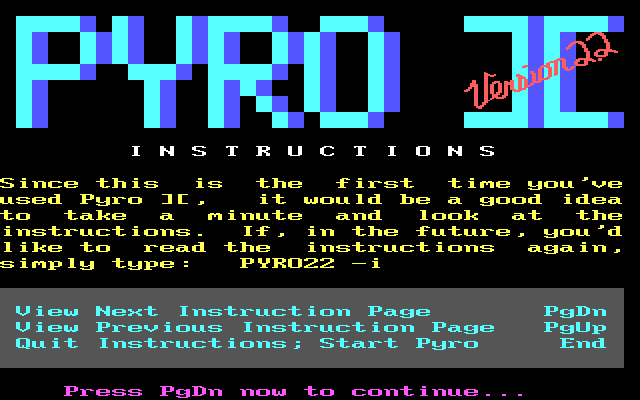 PYRO ][
Version 2.2
INSTRUCTIONS
Since this is the first time you've
used Pyro ][, it would be a good idea
to take a minute and look at the
instructions. If, in the future, you'd
like to read the instructions again,
simply type: PYRO22 -i
View Next Instruction Page PgDn
View Previous Instruction Page PgUp
Quit Instructions; Start Pyro End
Press PgDn now to continue...